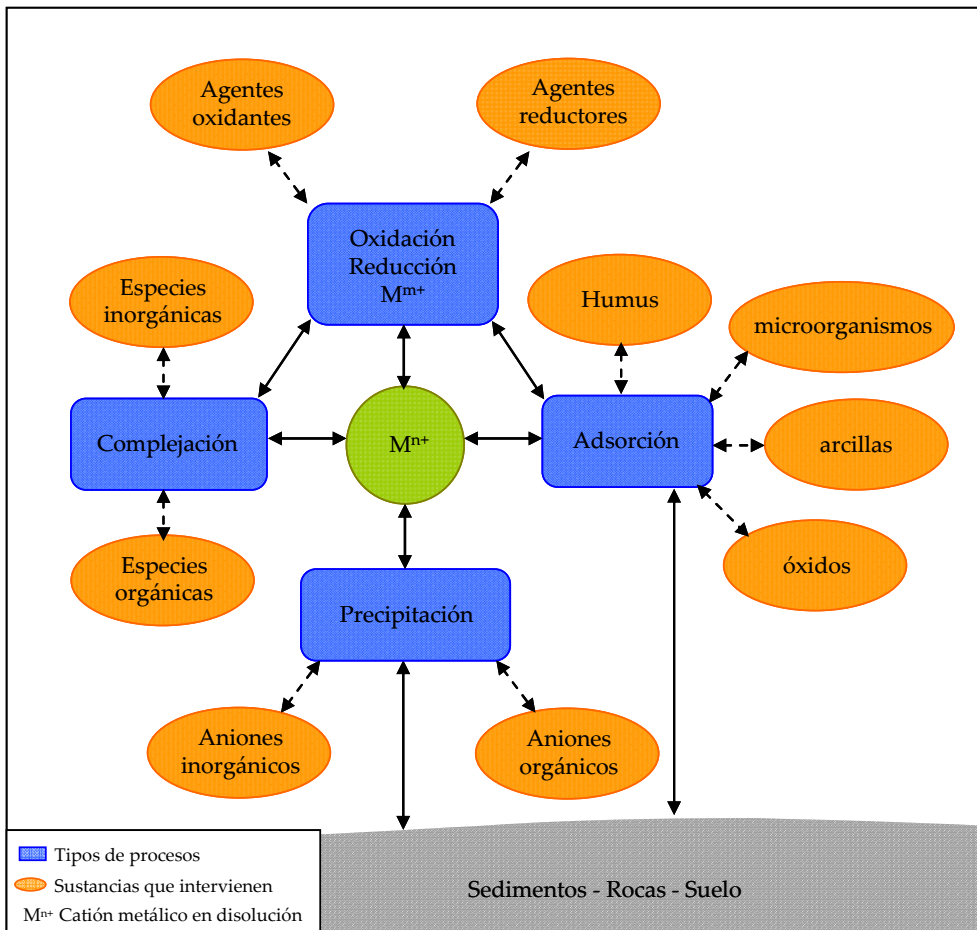 Agentes
oxidantes
Agentes
reductores
Oxidación
Reducción
Mᵐ⁺
Especies
inorgánicas
Humus
microorganismos
Complejación
Mⁿ⁺
Adsorción
arcillas
Especies
orgánicas
óxidos
Precipitación
Aniones
inorgánicos
Aniones
orgánicos
Sedimentos - Rocas - Suelo
Tipos de procesos
Sustancias que intervienen
Mⁿ⁺ Catión metálico en disolución